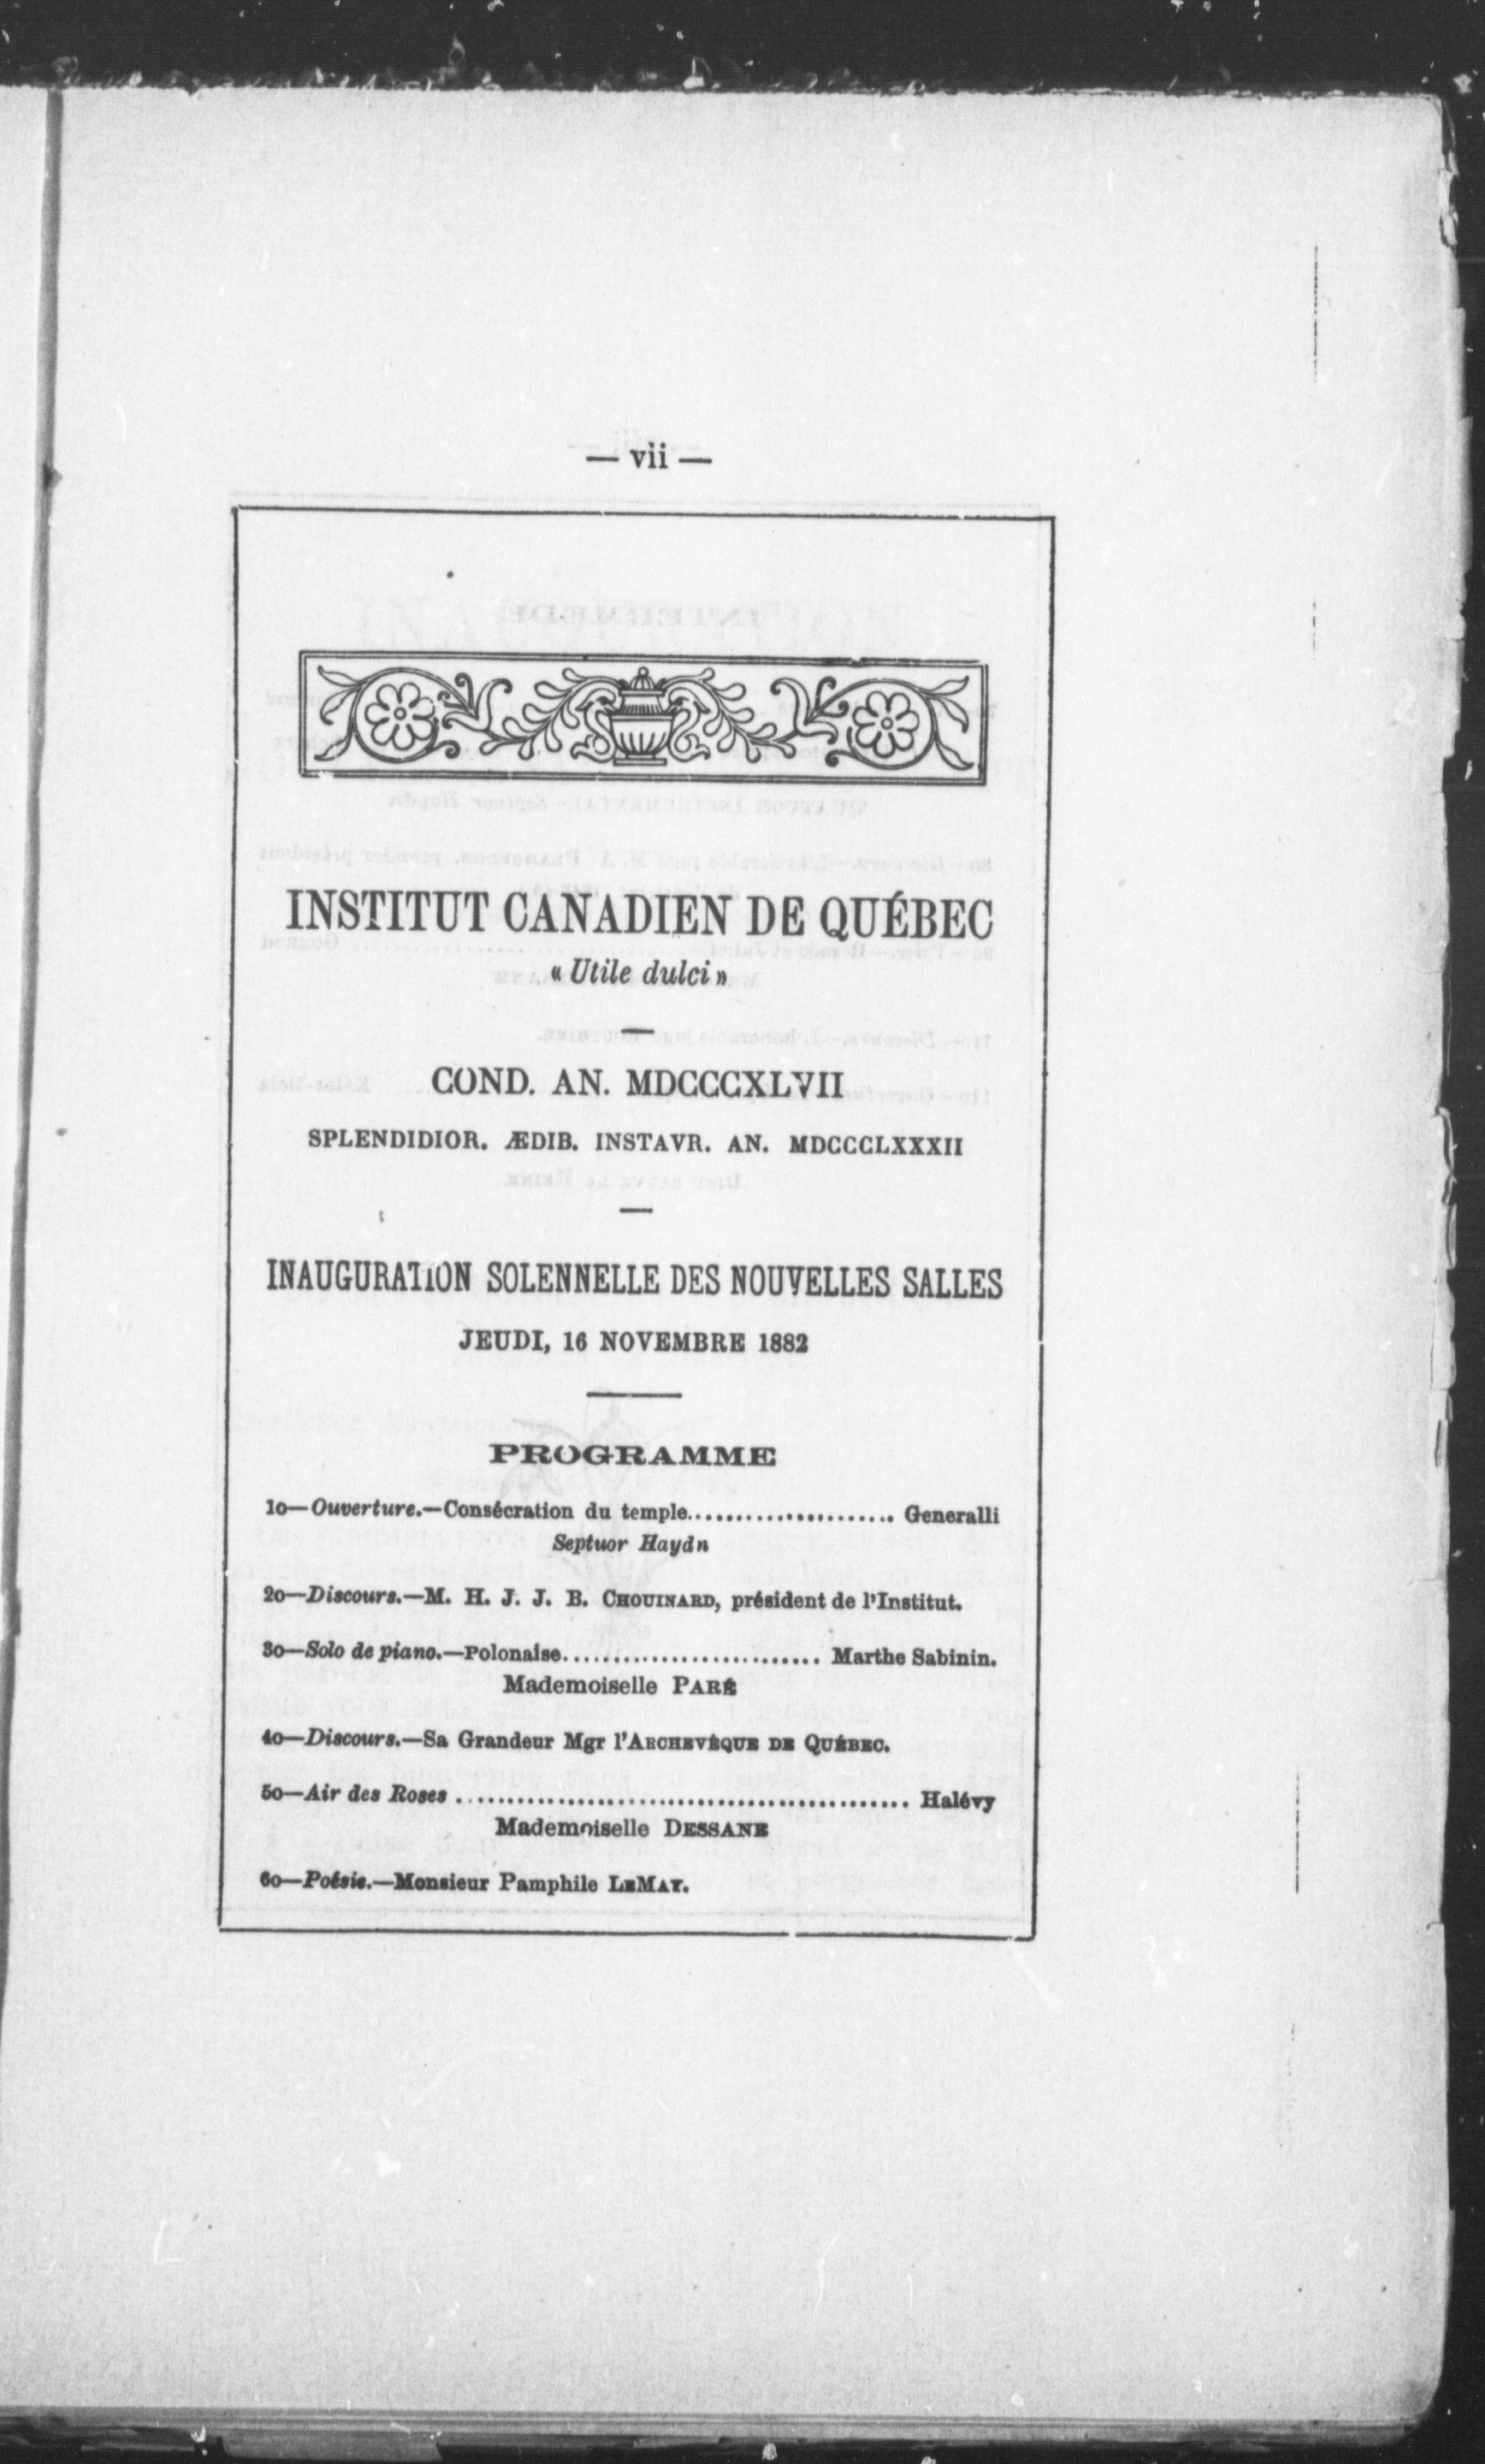 — vii —
INSTITUT CANADIEN DE QUÉBEC
« Utile dulci »
COND. AN. MDCCCXLVII
SPLENDIDIOR. ÆDIB. INSTAVR. AN. MDCCCLXXXII
INAUGURATION SOLENNELLE DES NOUVELLES SALLES
JEUDI, 16 NOVEMBRE 1882
PROGRAMME
1o—Ouverture.—Consécration du temple..................... Generalli
Septuor Haydn
2o—Discours.—M. H. J. J. B. CHOUINARD, président de l'Institut.
3o—Solo de piano.—Polonaise.......................... Marthe Sabinin.
Mademoiselle PARÉ
4o—Discours.—Sa Grandeur Mgr l'ARCHEVÊQUE DE QUÉBEC.
5o—Air des Roses ............................................. Halévy
Mademoiselle DESSANE
6o—Poésie.—Monsieur Pamphile LEMAY.